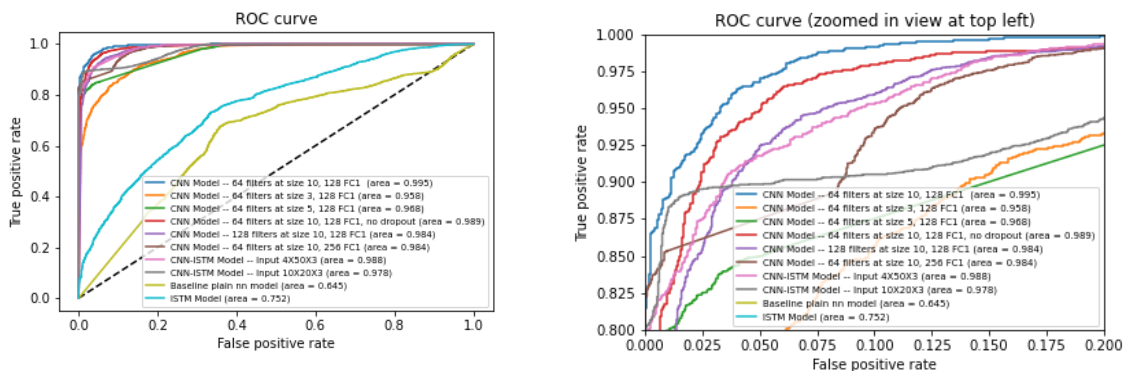 ROC curve
True positive rate
1.0
0.8
0.6
0.4
0.2
0.0
CNN Model -- 64 filters at size 10, 128 FC1 (area = 0.995)
CNN Model -- 64 filters at size 3, 128 FC1 (area = 0.958)
CNN Model -- 64 filters at size 5, 128 FC1 (area = 0.968)
CNN Model -- 64 filters at size 10, 128 FC1, no dropout (area = 0.989)
CNN Model -- 128 filters at size 10, 128 FC1 (area = 0.984)
CNN Model -- 64 filters at size 10, 256 FC1 (area = 0.984)
CNN-lSTM Model -- Input 4X50X3 (area = 0.988)
CNN-lSTM Model -- Input 10X20X3 (area = 0.978)
Baseline plain nn model (area = 0.645)
lSTM Model (area = 0.752)
0.0 0.2 0.4 0.6 0.8 1.0
False positive rate
ROC curve (zoomed in view at top left)
True positive rate
1.000
0.975
0.950
0.925
0.900
0.875
0.850
0.825
0.800
CNN Model -- 64 filters at size 10, 128 FC1 (area = 0.995)
CNN Model -- 64 filters at size 3, 128 FC1 (area = 0.958)
CNN Model -- 64 filters at size 5, 128 FC1 (area = 0.968)
CNN Model -- 64 filters at size 10, 128 FC1, no dropout (area = 0.989)
CNN Model -- 128 filters at size 10, 128 FC1 (area = 0.984)
CNN Model -- 64 filters at size 10, 256 FC1 (area = 0.984)
CNN-lSTM Model -- Input 4X50X3 (area = 0.988)
CNN-lSTM Model -- Input 10X20X3 (area = 0.978)
Baseline plain nn model (area = 0.645)
lSTM Model (area = 0.752)
0.000 0.025 0.050 0.075 0.100 0.125 0.150 0.175 0.200
False positive rate